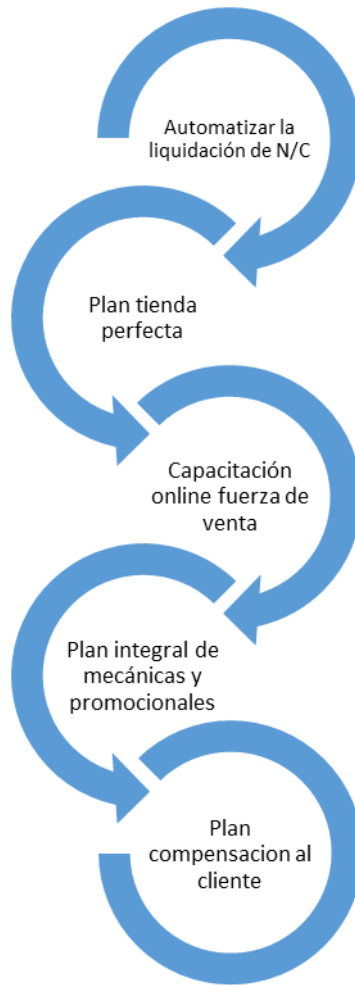 Automatizar la
liquidación de N/C
Plan tienda
perfecta
Capacitación
online fuerza de
venta
Plan integral de
mecánicas y
promocionales
Plan
compensacion al
cliente